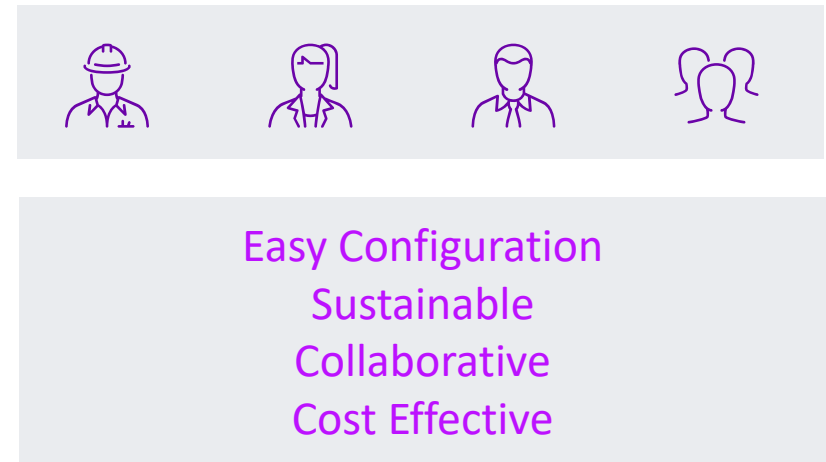 Easy Configuration
Sustainable
Collaborative
Cost Effective